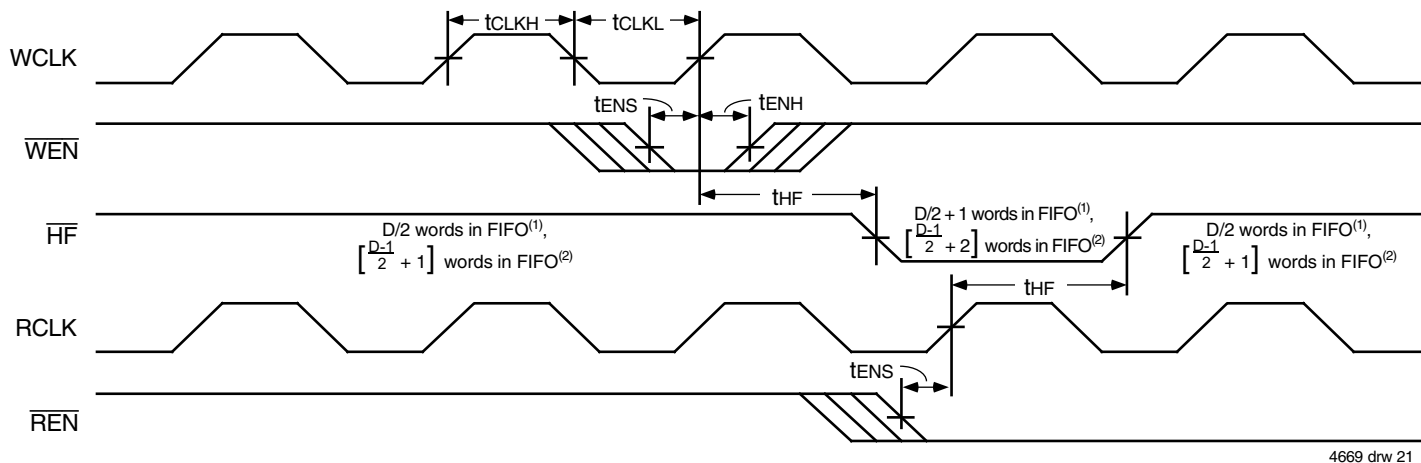 tCLKH tCLKL
WCLK
tENS tENH
WEN
tHF
HF
D/2 words in FIFO(1),
[D-1/2 + 1] words in FIFO(2)
D/2 + 1 words in FIFO(1),
[D-1/2 + 2] words in FIFO(2)
D/2 words in FIFO(1),
[D-1/2 + 1] words in FIFO(2)
tHF
RCLK
tENS
REN
4669 drw 21